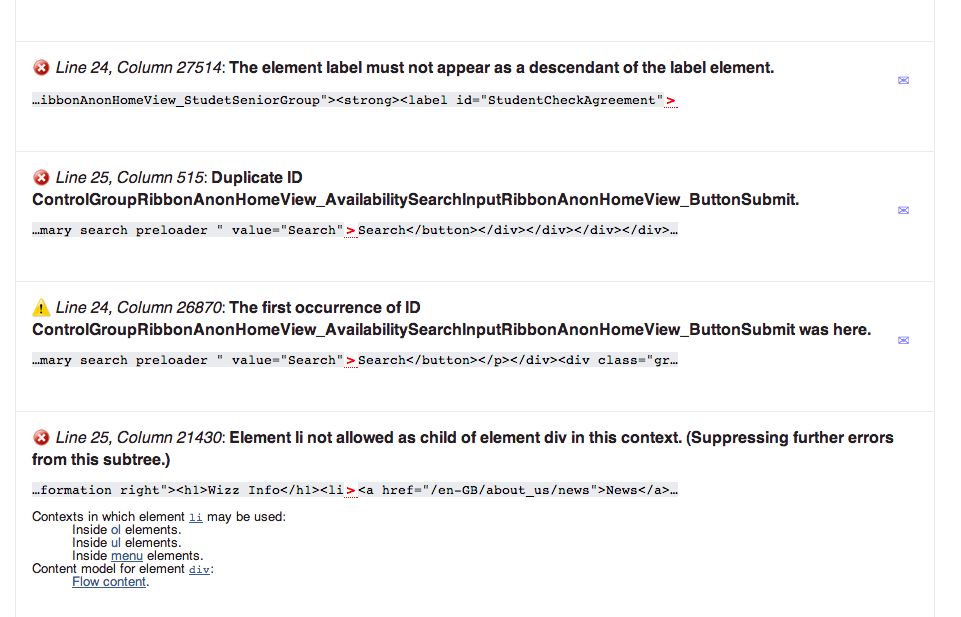 Line 24, Column 27514: The element label must not appear as a descendant of the label element.
…ibbonAnonHomeView_StudetSeniorGroup"><strong><label id="StudentCheckAgreement">
Line 25, Column 515: Duplicate ID
ControlGroupRibbonAnonHomeView_AvailabilitySearchInputRibbonAnonHomeView_ButtonSubmit.
…mary search preloader " value="Search">Search</button></div></div></div></div>…
Line 24, Column 26870: The first occurrence of ID
ControlGroupRibbonAnonHomeView_AvailabilitySearchInputRibbonAnonHomeView_ButtonSubmit was here.
…mary search preloader " value="Search">Search</button></p></div><div class="gr…
Line 25, Column 21430: Element li not allowed as child of element div in this context. (Suppressing further errors
from this subtree.)
…formation right"><h1>Wizz Info</h1><li><a href="/en-GB/about_us/news">News</a>…
Contexts in which element li may be used:
Inside ol elements.
Inside ul elements.
Inside menu elements.
Content model for element div:
Flow content.